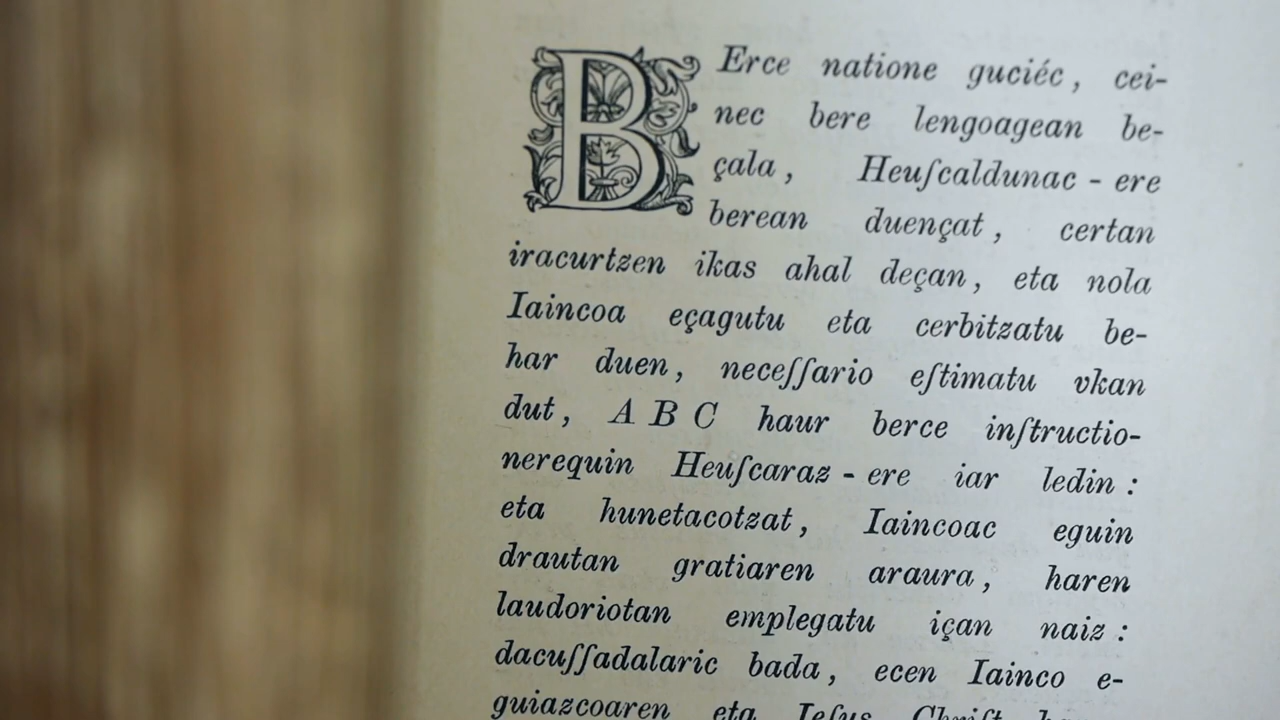 BErce natione guciéc, cei-
nec bere lengoagean be-
çala, Heuſcaldunac - ere
berean duençat, certan
iracurtzen ikas ahal deçan, eta nola
Iaincoa eçagutu eta cerbitzatu be-
har duen, neceſſario eſtimatu vkan
dut, A B C haur berce inſtructio-
nerequin Heuſcaraz - ere iar ledin :
eta hunetacotzat, Iaincoac eguin
drautan gratiaren araura, haren
laudoriotan emplegatu içan naiz :
dacuſſadalaric bada, ecen Iainco e-
guiazcoaren eta Ieſus Chriſt